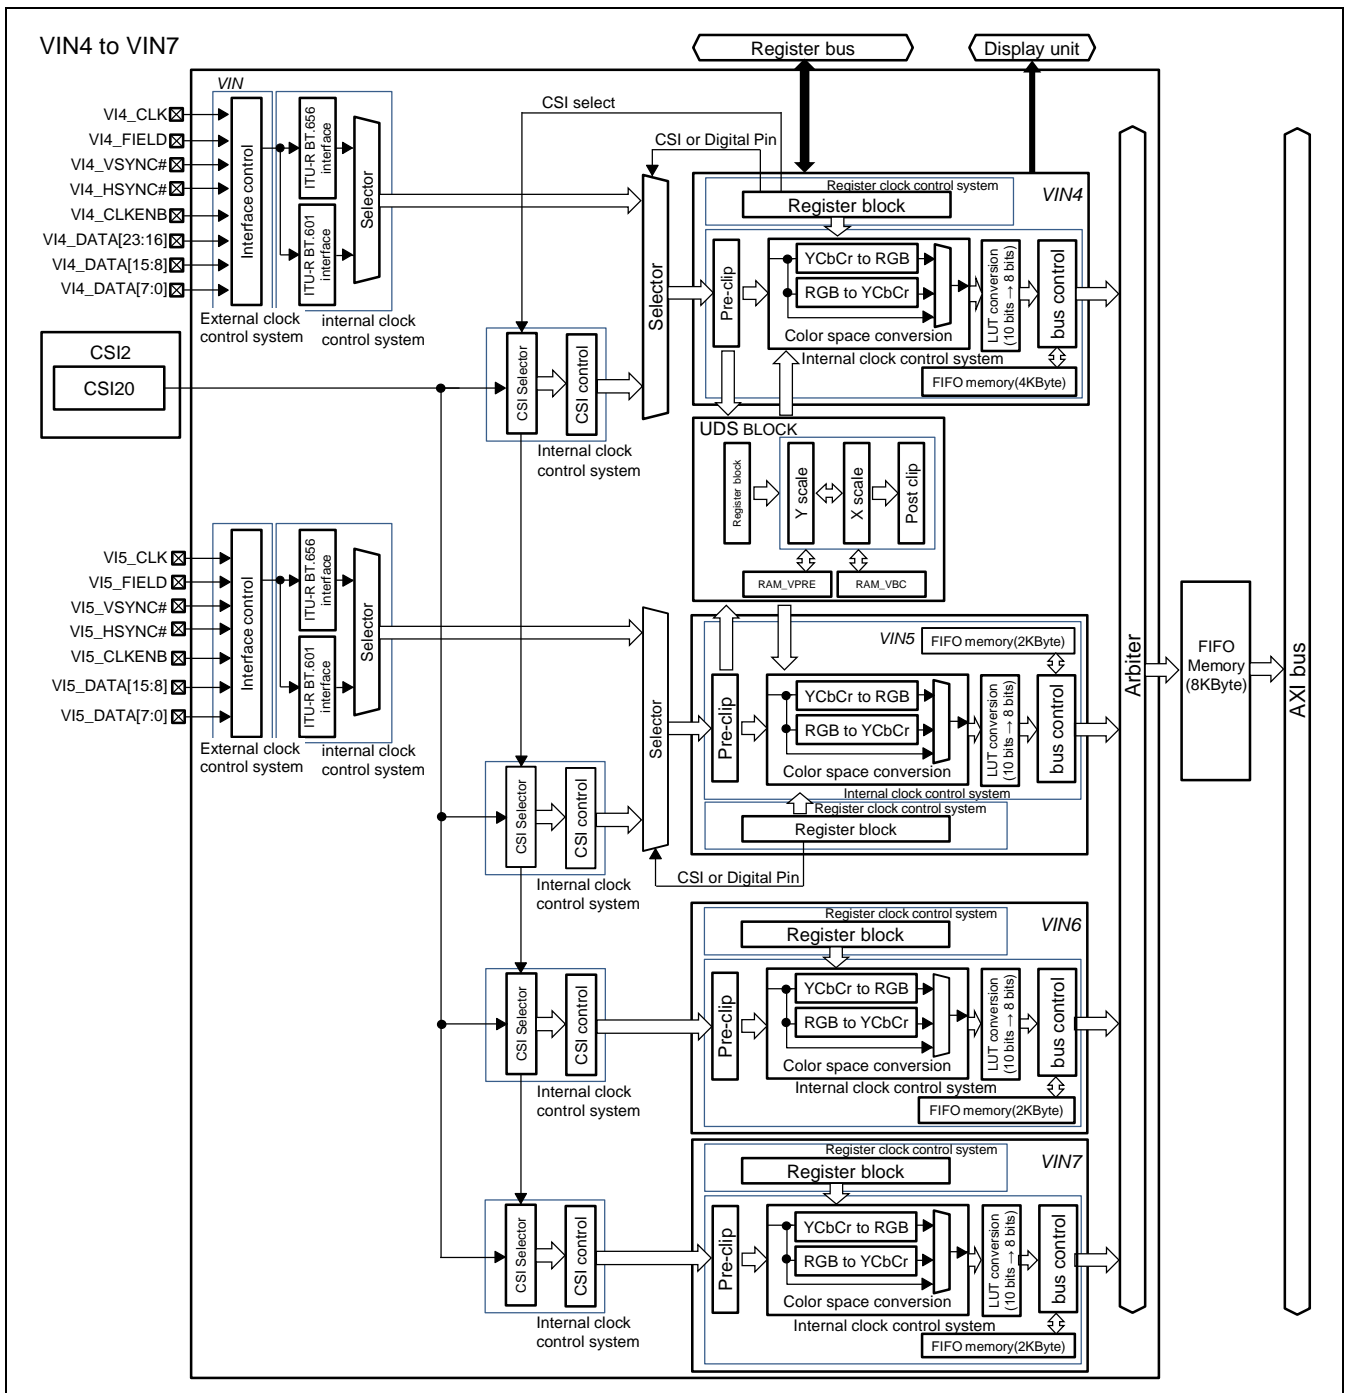 VIN4 to VIN7
Register bus
Display unit
VIN
VI4_CLK
VI4_FIELD
VI4_VSYNC#
VI4_HSYNC#
VI4_CLKENB
VI4_DATA[23:16]
VI4_DATA[15:8]
VI4_DATA[7:0]
Interface control
ITU-R BT.656
interface
ITU-R BT.601
interface
Selector
External clock
control system
internal clock
control system
CSI select
CSI or Digital Pin
CSI2
CSI20
CSI Selector
CSI control
Internal clock
control system
Selector
Register clock control system
VIN4
Register block
Pre-clip
YCbCr to RGB
RGB to YCbCr
Color space conversion
LUT conversion
(10 bits → 8 bits)
bus control
Internal clock control system
FIFO memory(4KByte)
UDS BLOCK
Register block
Y scale
X scale
Post clip
RAM_VPRE
RAM_VBC
VI5_CLK
VI5_FIELD
VI5_VSYNC#
VI5_HSYNC#
VI5_CLKENB
VI5_DATA[15:8]
VI5_DATA[7:0]
Interface control
ITU-R BT.656
interface
ITU-R BT.601
interface
Selector
External clock
control system
internal clock
control system
CSI Selector
CSI control
Internal clock
control system
Selector
VIN5
FIFO memory(2KByte)
Pre-clip
YCbCr to RGB
RGB to YCbCr
Color space conversion
LUT conversion
(10 bits → 8 bits)
bus control
Internal clock control system
Register clock control system
Register block
CSI or Digital Pin
Arbiter
FIFO
Memory
(8KByte)
AXI bus
CSI Selector
CSI control
Internal clock
control system
Register clock control system
VIN6
Register block
Pre-clip
YCbCr to RGB
RGB to YCbCr
Color space conversion
LUT conversion
(10 bits → 8 bits)
bus control
Internal clock control system
FIFO memory(2KByte)
CSI Selector
CSI control
Internal clock
control system
Register clock control system
VIN7
Register block
Pre-clip
YCbCr to RGB
RGB to YCbCr
Color space conversion
LUT conversion
(10 bits → 8 bits)
bus control
Internal clock control system
FIFO memory(2KByte)